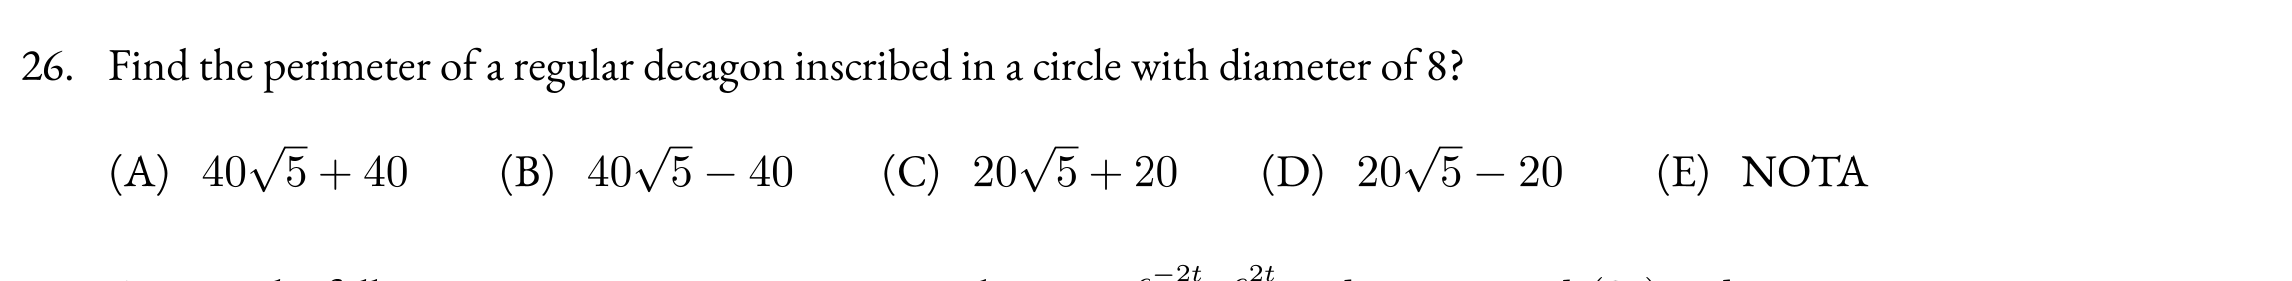 26. Find the perimeter of a regular decagon inscribed in a circle with diameter of 8?
(A) 40√5 + 40 (B) 40√5 − 40 (C) 20√5 + 20 (D) 20√5 − 20 (E) NOTA